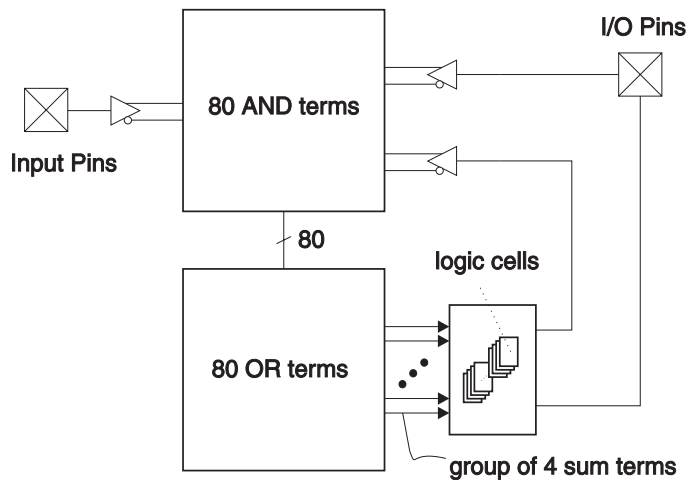 I/O Pins
80 AND terms
Input Pins
80
logic cells
80 OR terms
group of 4 sum terms